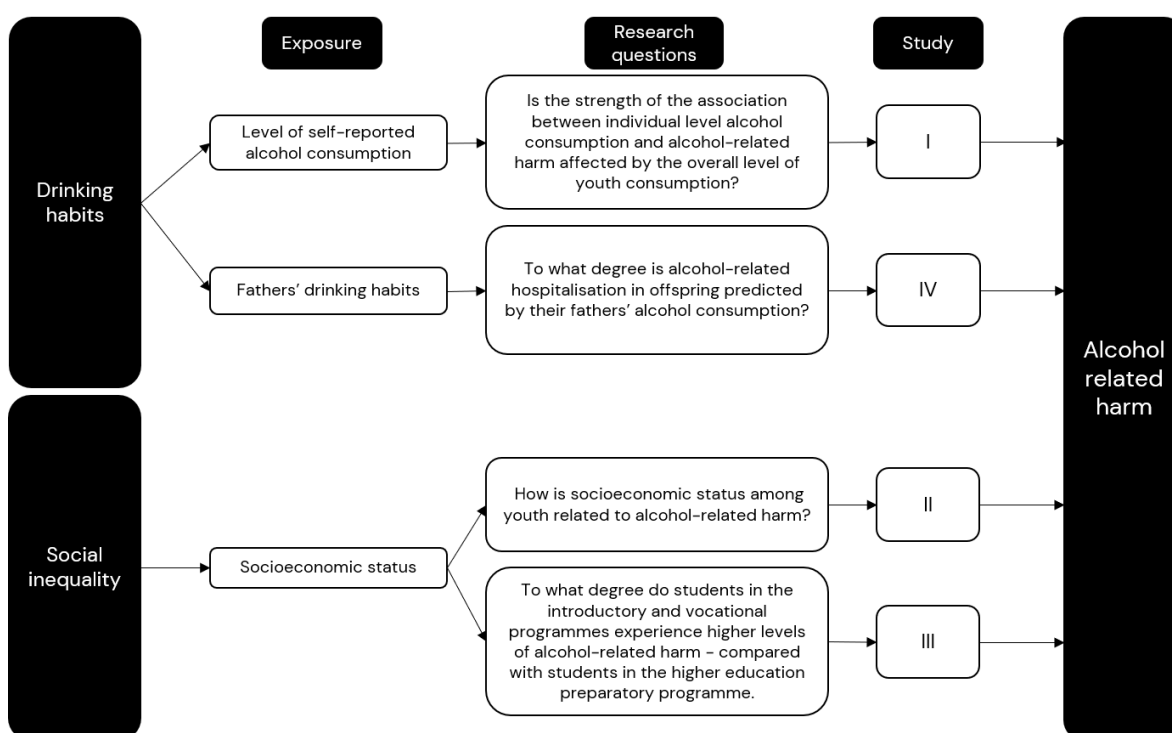 Exposure
Research
questions
Study
Drinking
habits
Level of self-reported
alcohol consumption
Is the strength of the association
between individual level alcohol
consumption and alcohol-related
harm affected by the overall level of
youth consumption?
I
Fathers’ drinking habits
To what degree is alcohol-related
hospitalisation in offspring predicted
by their fathers’ alcohol consumption?
IV
Social
inequality
Socioeconomic status
How is socioeconomic status among
youth related to alcohol-related harm?
II
To what degree do students in the
introductory and vocational
programmes experience higher levels
of alcohol-related harm - compared
with students in the higher education
preparatory programme.
III
Alcohol
related
harm